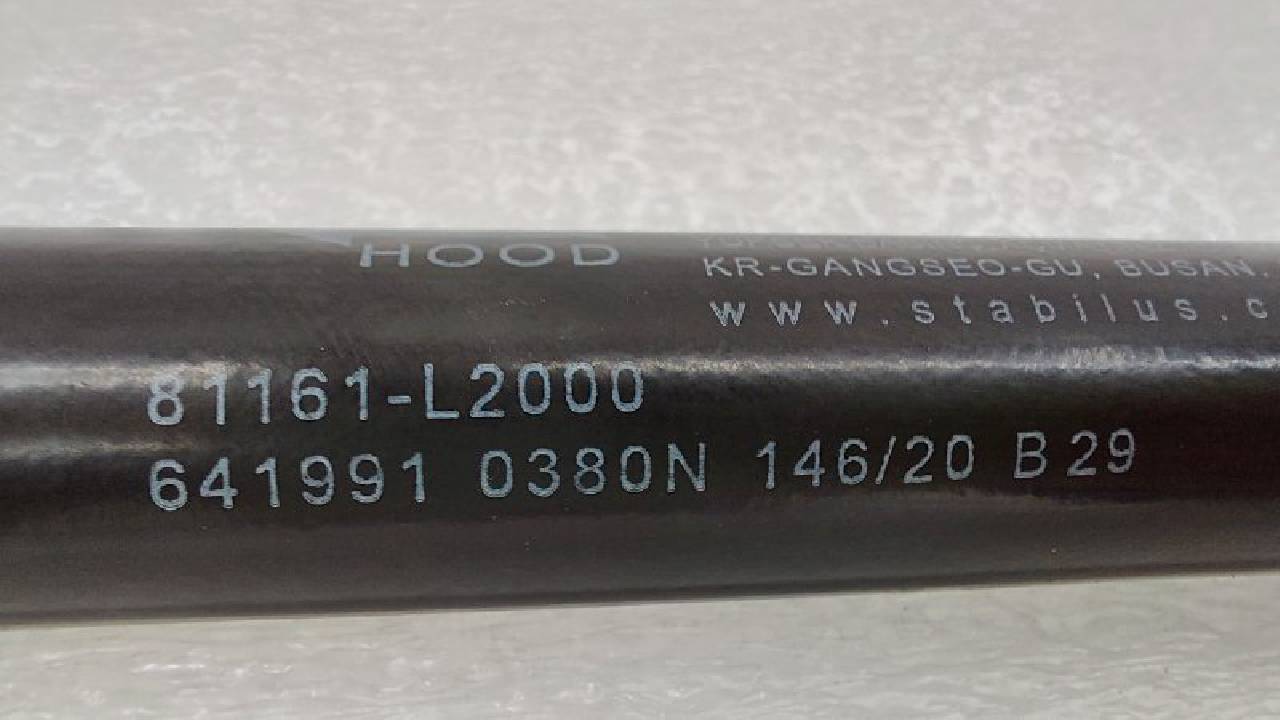 HOOD
KR-GANGSEO-GU, BUSAN.
www.stabilus.c
81161-L2000
641991 0380N 146/20 B29